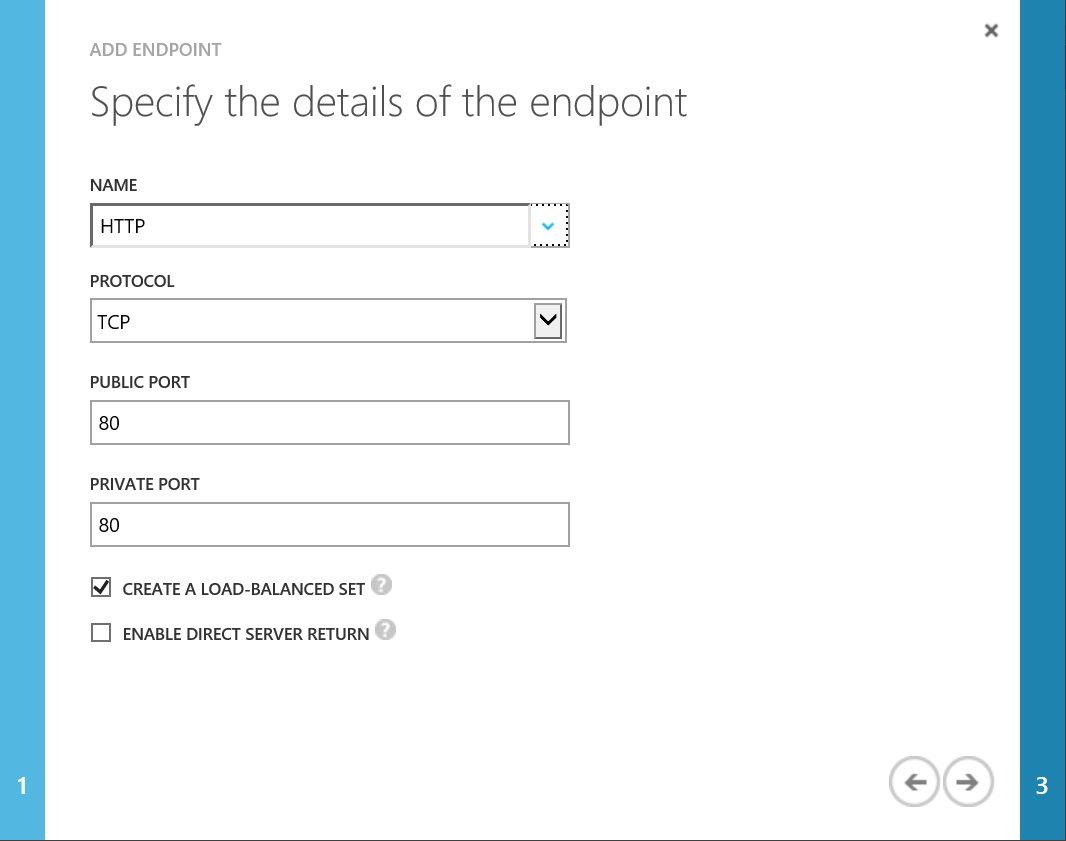 ADD ENDPOINT
Specify the details of the endpoint
NAME
HTTP
PROTOCOL
TCP
PUBLIC PORT
80
PRIVATE PORT
80
CREATE A LOAD-BALANCED SET ?
ENABLE DIRECT SERVER RETURN ?
1
3